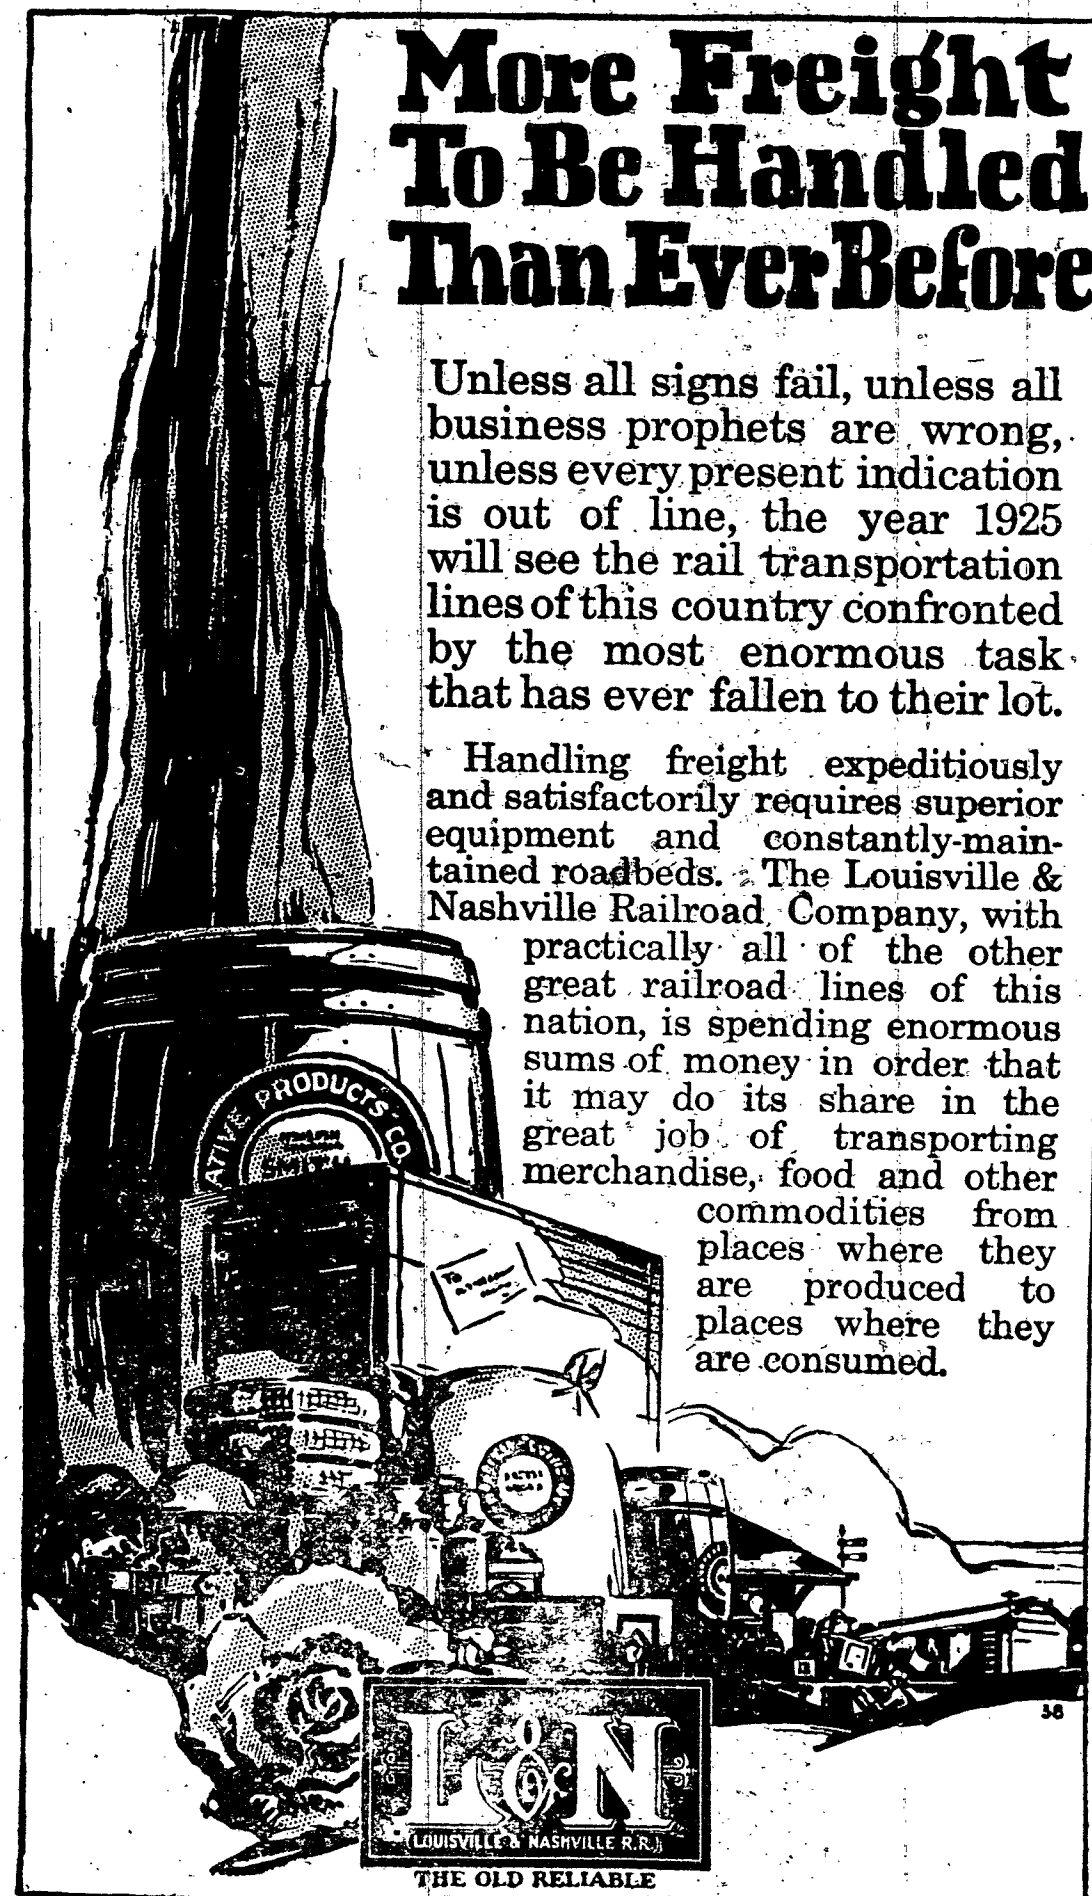 More Freight
To Be Handled
Than Ever Before
Unless all signs fail, unless all
business prophets are wrong,
unless every present indication
is out of line, the year 1925
will see the rail transportation
lines of this country confronted
by the most enormous task
that has ever fallen to their lot.
Handling freight expeditiously
and satisfactorily requires superior
equipment and constantly-main-
tained roadbeds. The Louisville &
Nashville Railroad Company, with
practically all of the other
great railroad lines of this
nation, is spending enormous
sums of money in order that
it may do its share in the
great job of transporting
merchandise, food and other
commodities from
places where they
are produced to
places where they
are consumed.
ATIVE PRODUCTS CO.
To
38
L&N
LOUISVILLE & NASHVILLE R.R.
THE OLD RELIABLE